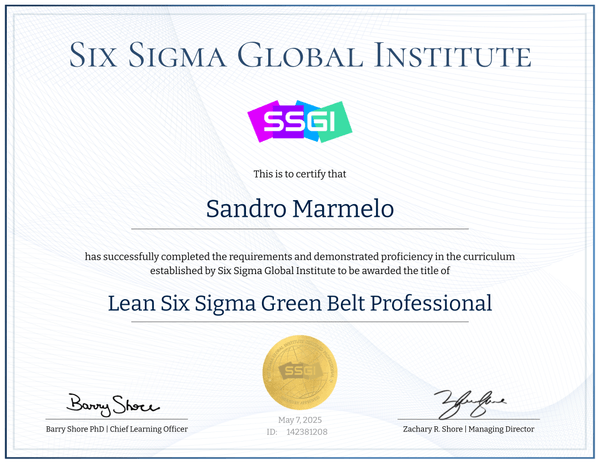 Six Sigma Global Institute
SSGI
This is to certify that
Sandro Marmelo
has successfully completed the requirements and demonstrated proficiency in the curriculum
established by Six Sigma Global Institute to be awarded the title of
Lean Six Sigma Green Belt Professional
SSGI
Barry Shore
Barry Shore PhD | Chief Learning Officer
May 7, 2025
ID: 142381208
Zachary R. Shore | Managing Director